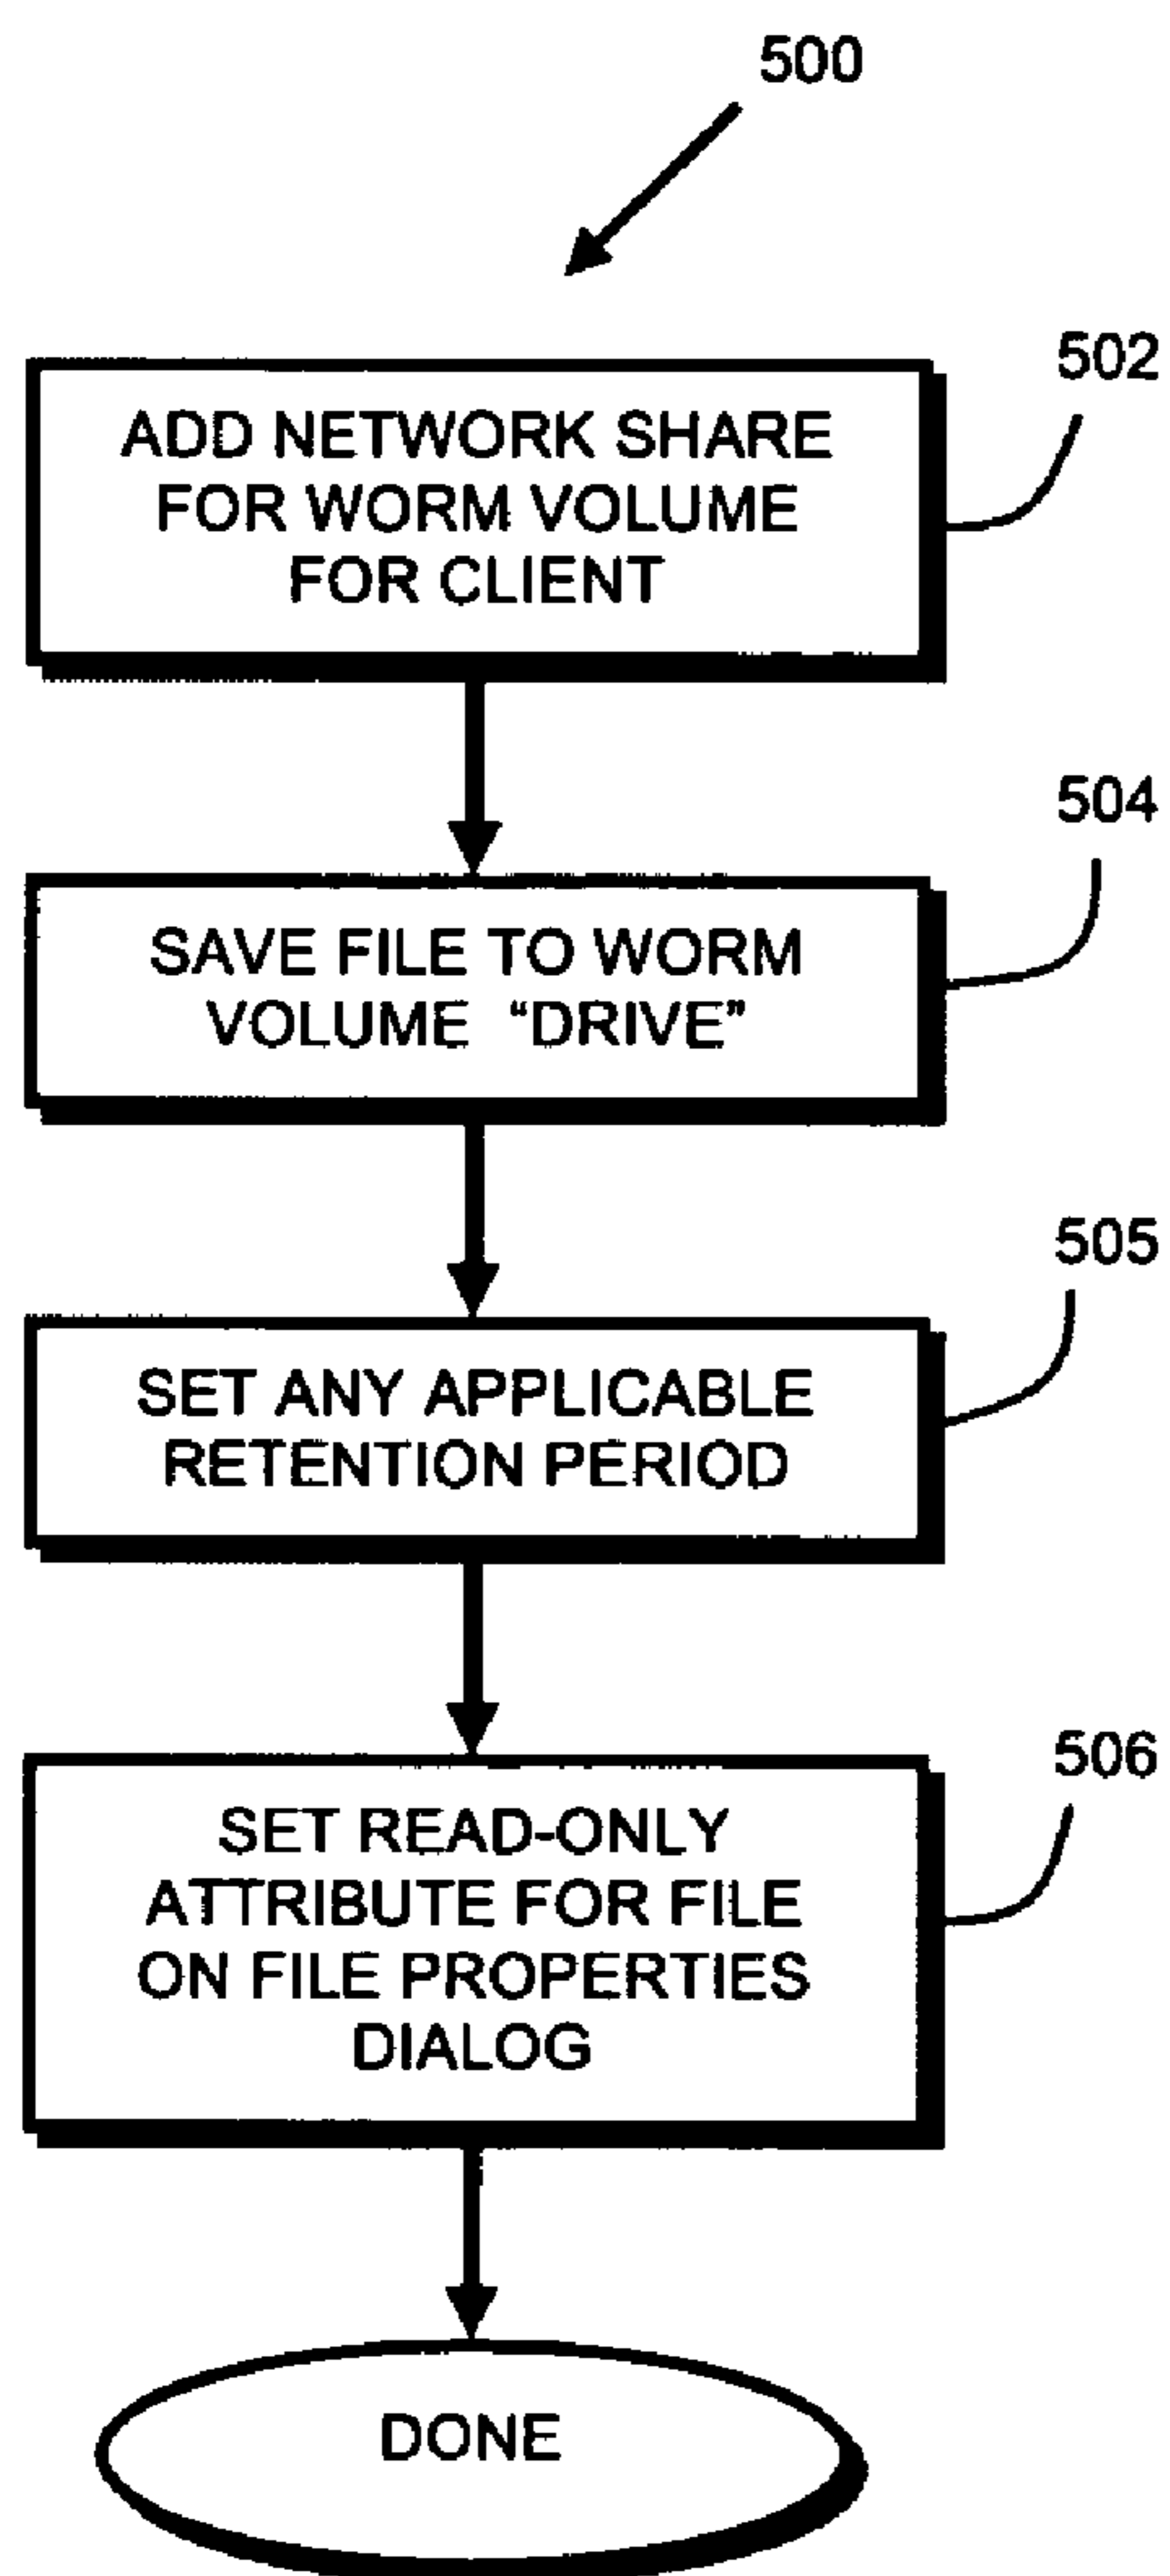 500
502
ADD NETWORK SHARE
FOR WORM VOLUME
FOR CLIENT
504
SAVE FILE TO WORM
VOLUME “DRIVE”
505
SET ANY APPLICABLE
RETENTION PERIOD
506
SET READ-ONLY
ATTRIBUTE FOR FILE
ON FILE PROPERTIES
DIALOG
DONE